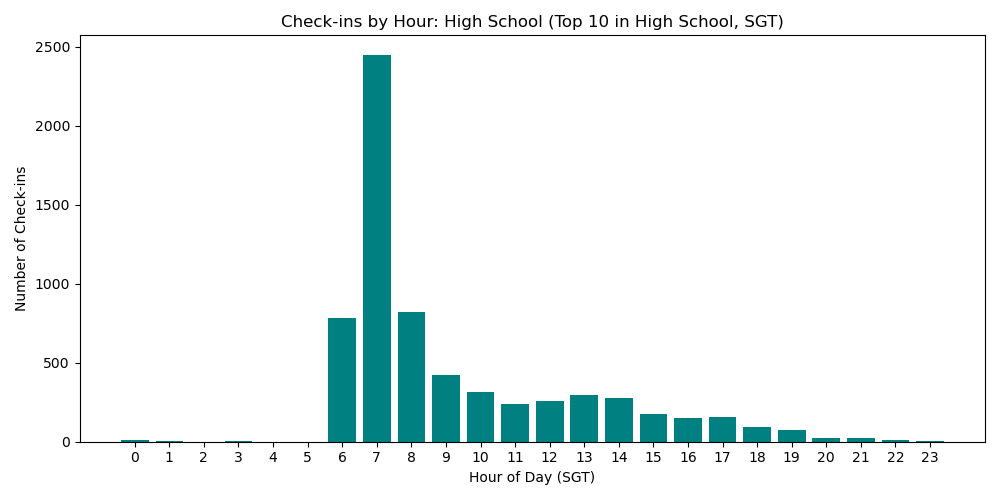 Check-ins by Hour: High School (Top 10 in High School, SGT)
2500
2000
1500
1000
500
0
Number of Check-ins
0 1 2 3 4 5 6 7 8 9 10 11 12 13 14 15 16 17 18 19 20 21 22 23
Hour of Day (SGT)